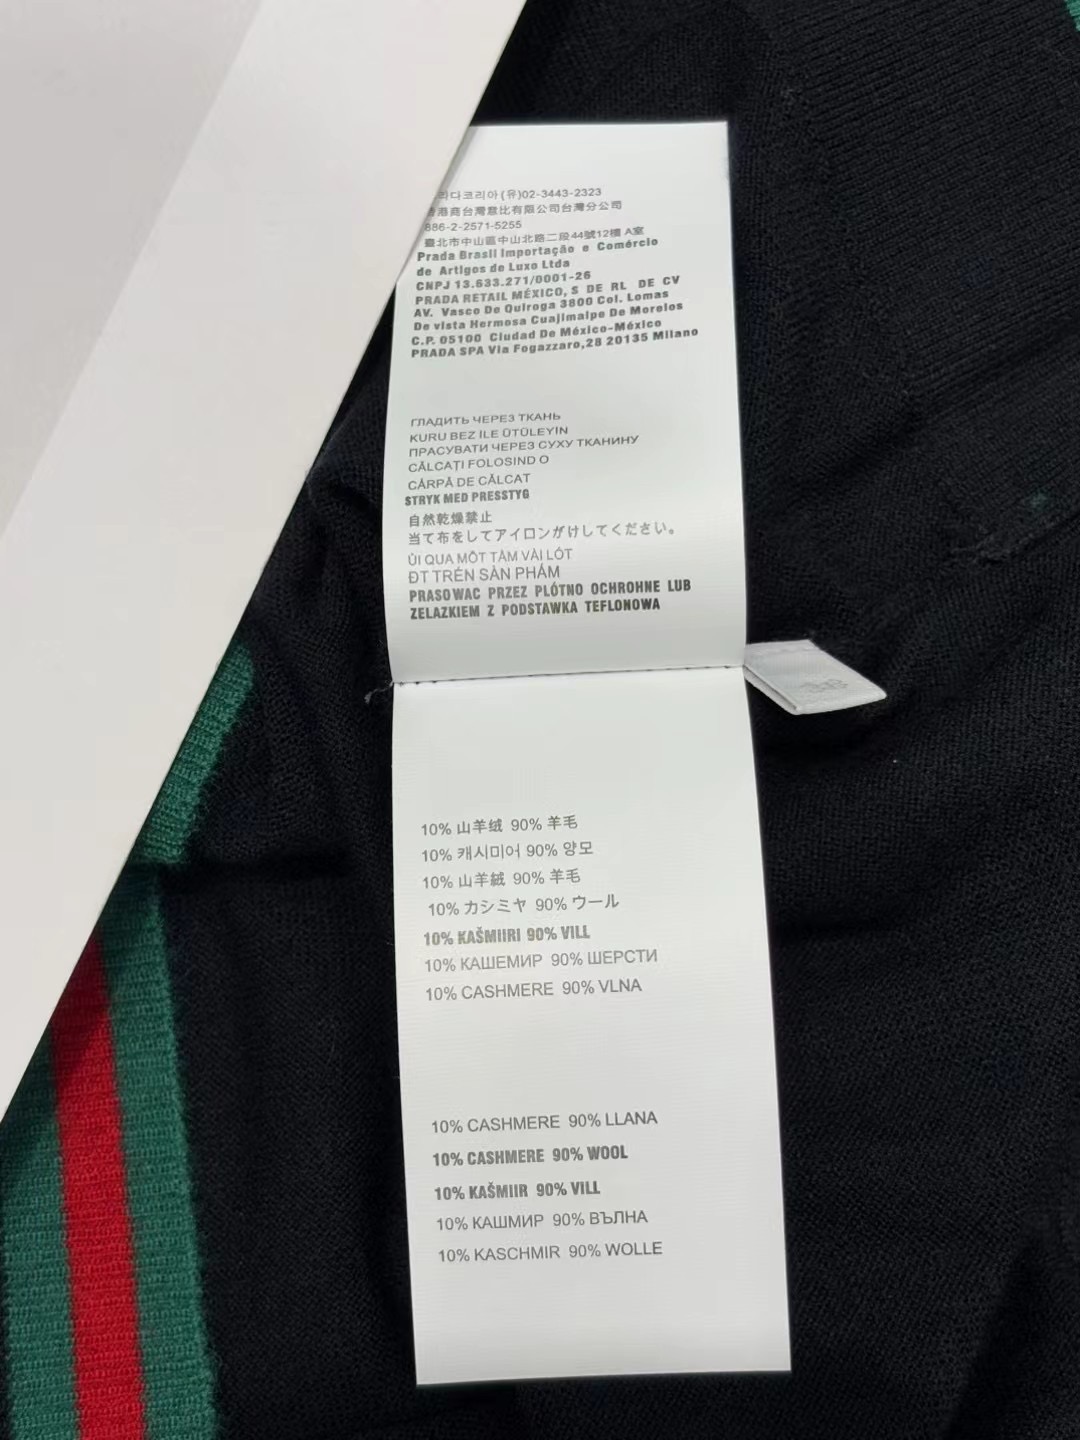 라다코리아(유)02-3443-2323
香港商台灣意比有限公司台灣分公司
886-2-2571-5255
臺北市中山區中山北路二段44號12樓 A室
Prada Brasil Importação e Comércio
de Artigos de Luxo Ltda
CNPJ 13.633.271/0001-26
PRADA RETAIL MÉXICO, S DE RL DE CV
AV. Vasco De Quiroga 3800 Col. Lomas
De vista Hermosa Cuajimalpe De Morelos
C.P. 05100 Ciudad De México-México
PRADA SPA Via Fogazzaro,28 20135 Milano
ГЛАДИТЬ ЧЕРЕЗ ТКАНЬ
KURU BEZ ILE ÜTÜLEYIN
ПРАСУВАТИ ЧЕРЕЗ СУХУ ТКАНИНУ
CĂLCAȚI FOLOSIND O
CÂRPĂ DE CĂLCAT
STRYK MED PRESSTYG
自然乾燥禁止
当て布をしてアイロンがけしてください。
ỦI QUA MỘT TÀM VẢI LÓT
ĐT TRÊN SẢN PHẨM
PRASOWAC PRZEZ PLÓTNO OCHROHNE LUB
ZELAZKIEM Z PODSTAWKA TEFLONOWA
10% 山羊绒 90% 羊毛
10% 캐시미어 90% 양모
10% 山羊絨 90% 羊毛
10% カシミヤ 90% ウール
10% KAŠMIIRI 90% VILL
10% КАШЕМИР 90% ШЕРСТИ
10% CASHMERE 90% VLNA
10% CASHMERE 90% LLANA
10% CASHMERE 90% WOOL
10% KAŠMIIR 90% VILL
10% КАШМИР 90% ВЪЛНА
10% KASCHMIR 90% WOLLE